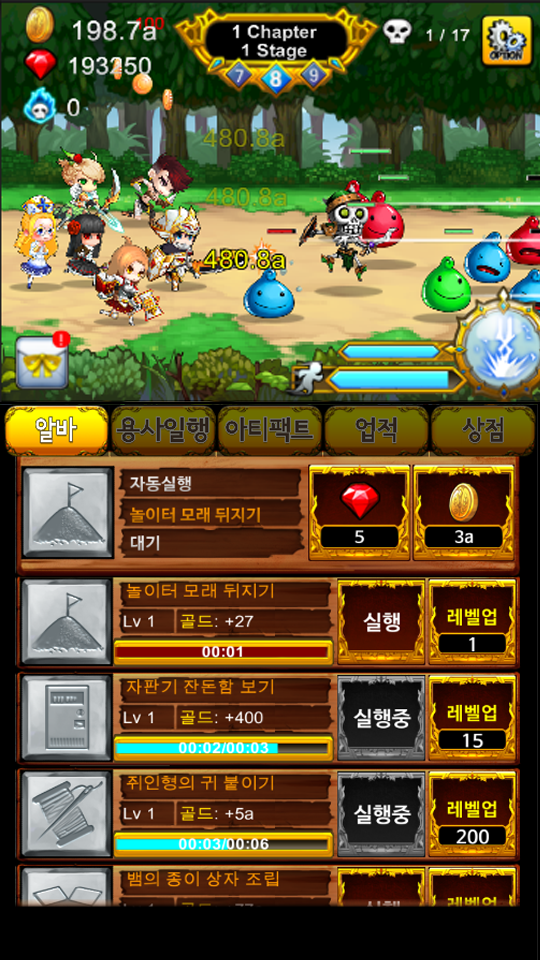 198.7a
100
1 Chapter
1 Stage
1 / 17
OPTION
193250
7
8
9
0
480.8a
480.8a
480.8a
알바
용사일행
아티팩트
업적
상점
자동실행
놀이터 모래 뒤지기
대기
5
3a
놀이터 모래 뒤지기
Lv 1
골드: +27
00:01
실행
레벨업
1
자판기 잔돈함 보기
Lv 1
골드: +400
00:02/00:03
실행중
레벨업
15
쥐인형의 귀 붙이기
Lv 1
골드: +5a
00:03/00:06
실행중
레벨업
200
뱀의 종이 상자 조립